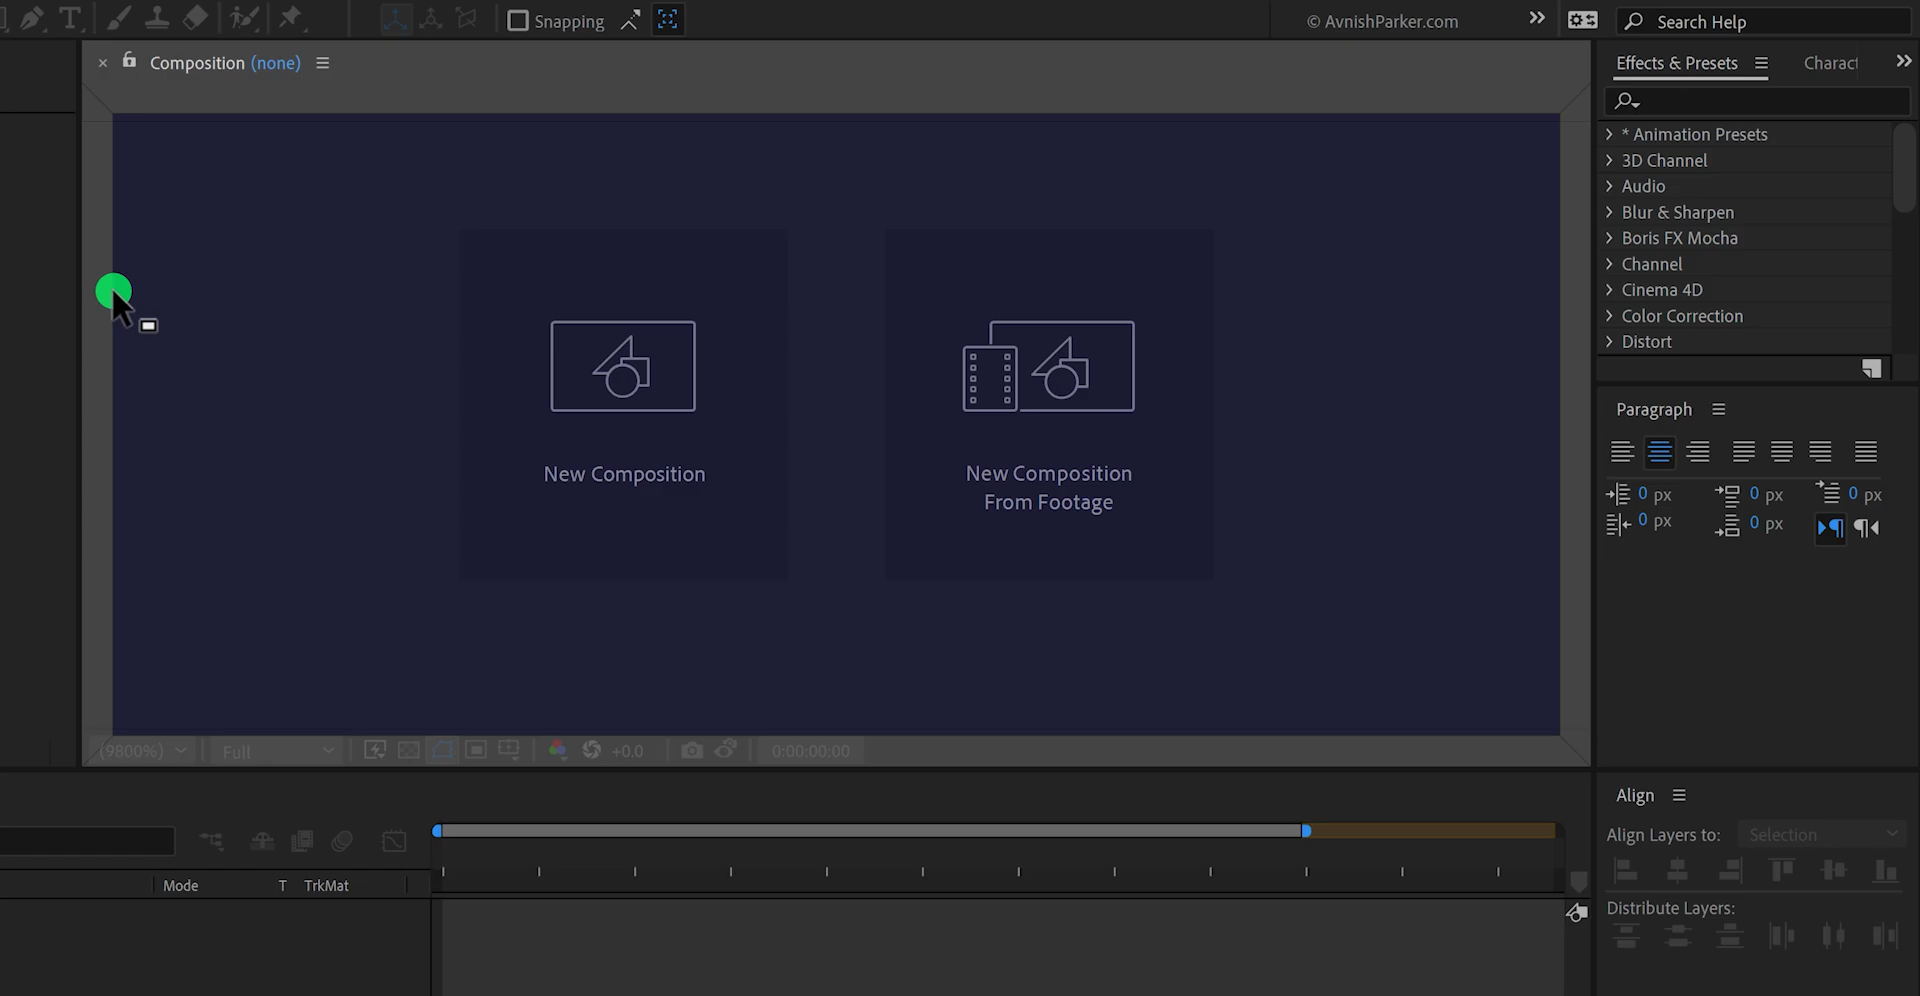 Snapping
© AvnishParker.com
Search Help
Composition (none)
Effects & Presets
Charact
* Animation Presets
3D Channel
Audio
Blur & Sharpen
Boris FX Mocha
Channel
Cinema 4D
Color Correction
Distort
New Composition
New Composition
From Footage
Paragraph
0 px
0 px
0 px
0 px
0 px
(9800%)
Full
+0.0
0:00:00:00
Align
Align Layers to:
Selection
Mode
T
TrkMat
Distribute Layers: